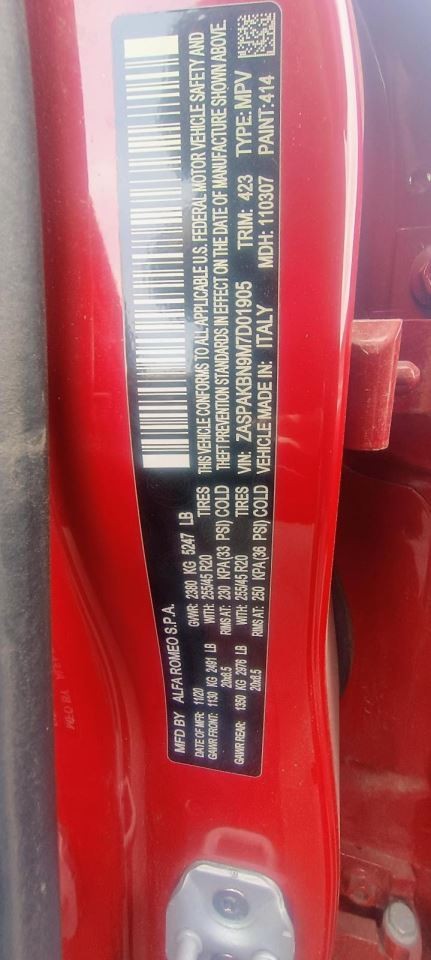 MFD BY ALFA ROMEO S.P.A.
DATE OF MFR: 11/20 GVWR: 2380 KG 5247 LB
GAWR FRONT: 1130 KG 2491 LB WITH: 255/45 R20 TIRES
20x8.5 RIMS AT: 230 KPA(33 PSI) COLD
GAWR REAR: 1350 KG 2976 LB WITH: 255/45 R20 TIRES
20x8.5 RIMS AT: 250 KPA (36 PSI) COLD
THIS VEHICLE CONFORMS TO ALL APPLICABLE U.S. FEDERAL MOTOR VEHICLE SAFETY AND
THEFT PREVENTION STANDARDS IN EFFECT ON THE DATE OF MANUFACTURE SHOWN ABOVE.
VIN: ZASPAKBN9M7D01905 TRIM: 423 TYPE: MPV
VEHICLE MADE IN: ITALY MDH: 110307 PAINT: 414